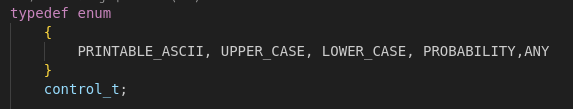 typedef enum
{
PRINTABLE_ASCII, UPPER_CASE, LOWER_CASE, PROBABILITY,ANY
}
control_t;